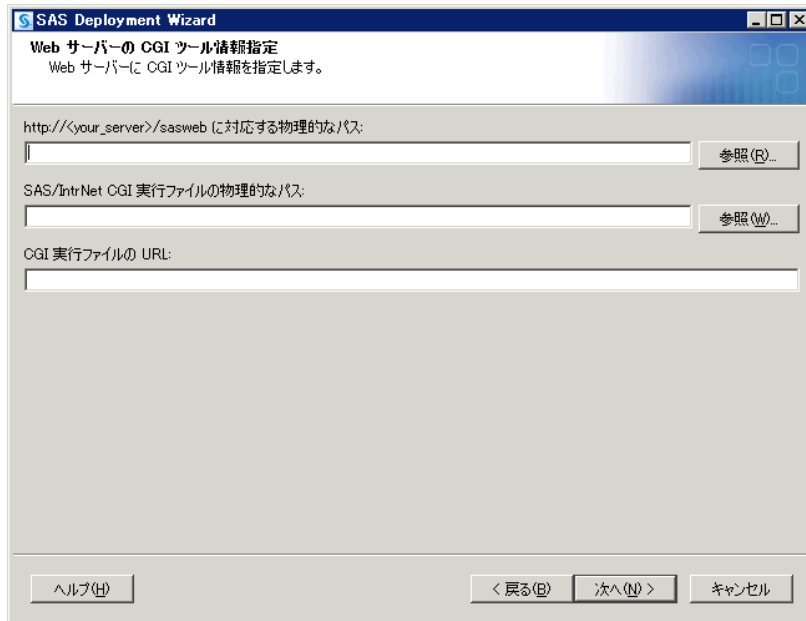 SAS Deployment Wizard
Web サーバーの CGI ツール情報指定
Web サーバーに CGI ツール情報を指定します。
http://<your_server>/sasweb に対応する物理的なパス:
参照(R)...
SAS/IntrNet CGI 実行ファイルの物理的なパス:
参照(W)...
CGI 実行ファイルの URL:
ヘルプ(H)
< 戻る(B)
次へ(N) >
キャンセル